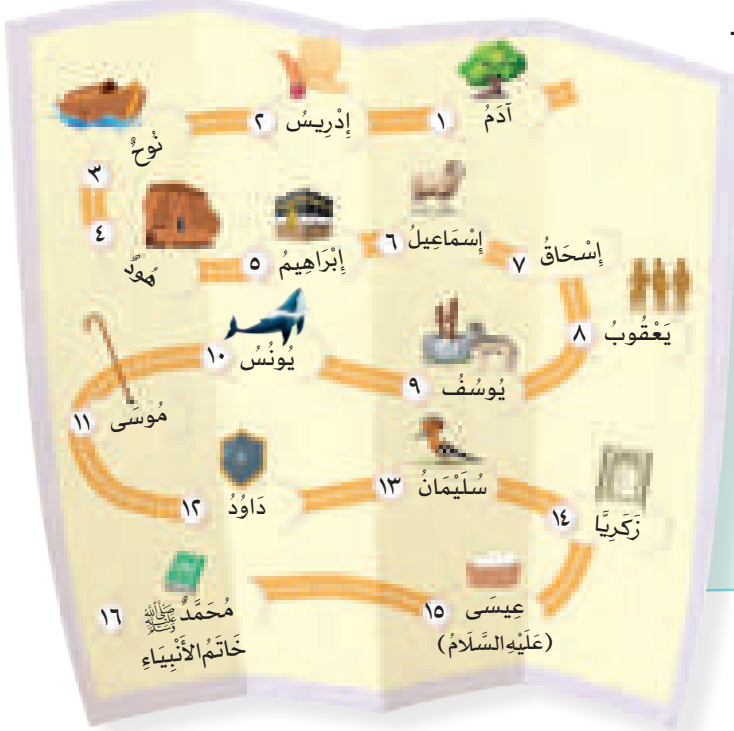 ١ آدَمُ
٢ إِدْرِيسُ
٣ نُوحٌ
٤ هُودٌ
٥ إِبْرَاهِيمُ
٦ إِسْمَاعِيلُ
٧ إِسْحَاقُ
٨ يَعْقُوبُ
٩ يُوسُفُ
١٠ يُونُسُ
١١ مُوسَى
١٢ دَاوُدُ
١٣ سُلَيْمَانُ
١٤ زَكَرِيَّا
١٥ عِيسَى
(عَلَيْهِ السَّلَامُ)
١٦ مُحَمَّدٌ ﷺ
خَاتَمُ الأَنْبِيَاءِ